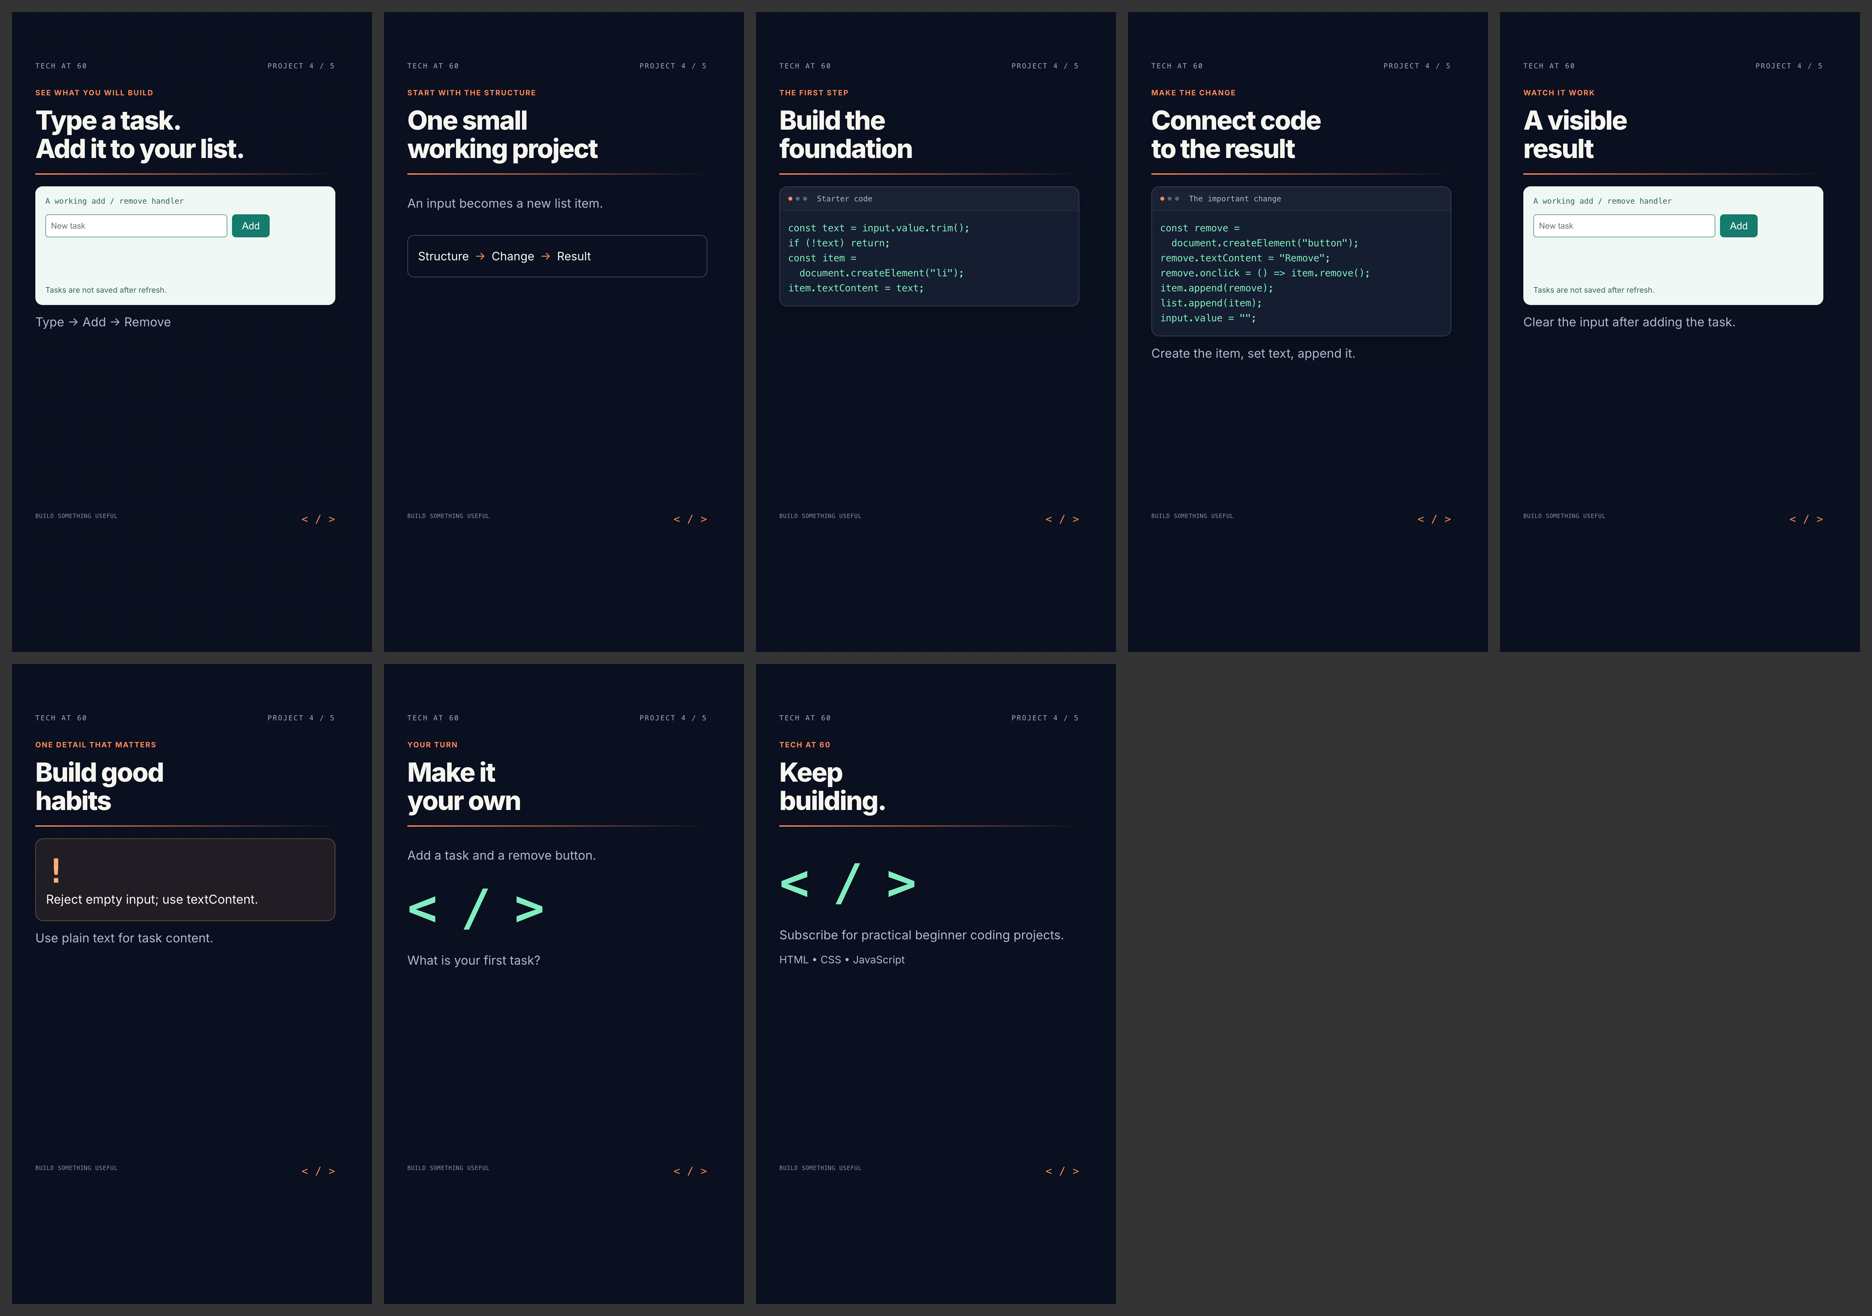 TECH AT 60
PROJECT 4 / 5
SEE WHAT YOU WILL BUILD
Type a task.
Add it to your list.
A working add / remove handler
New task
Add
Tasks are not saved after refresh.
Type → Add → Remove
BUILD SOMETHING USEFUL
< / >
TECH AT 60
PROJECT 4 / 5
START WITH THE STRUCTURE
One small
working project
An input becomes a new list item.
Structure → Change → Result
BUILD SOMETHING USEFUL
< / >
TECH AT 60
PROJECT 4 / 5
THE FIRST STEP
Build the
foundation
Starter code
const text = input.value.trim();
if (!text) return;
const item =
  document.createElement("li");
item.textContent = text;
BUILD SOMETHING USEFUL
< / >
TECH AT 60
PROJECT 4 / 5
MAKE THE CHANGE
Connect code
to the result
The important change
const remove =
  document.createElement("button");
remove.textContent = "Remove";
remove.onclick = () => item.remove();
item.append(remove);
list.append(item);
input.value = "";
Create the item, set text, append it.
BUILD SOMETHING USEFUL
< / >
TECH AT 60
PROJECT 4 / 5
WATCH IT WORK
A visible
result
A working add / remove handler
New task
Add
Tasks are not saved after refresh.
Clear the input after adding the task.
BUILD SOMETHING USEFUL
< / >
TECH AT 60
PROJECT 4 / 5
ONE DETAIL THAT MATTERS
Build good
habits
!
Reject empty input; use textContent.
Use plain text for task content.
BUILD SOMETHING USEFUL
< / >
TECH AT 60
PROJECT 4 / 5
YOUR TURN
Make it
your own
Add a task and a remove button.
< / >
What is your first task?
BUILD SOMETHING USEFUL
< / >
TECH AT 60
PROJECT 4 / 5
TECH AT 60
Keep
building.
< / >
Subscribe for practical beginner coding projects.
HTML • CSS • JavaScript
BUILD SOMETHING USEFUL
< / >